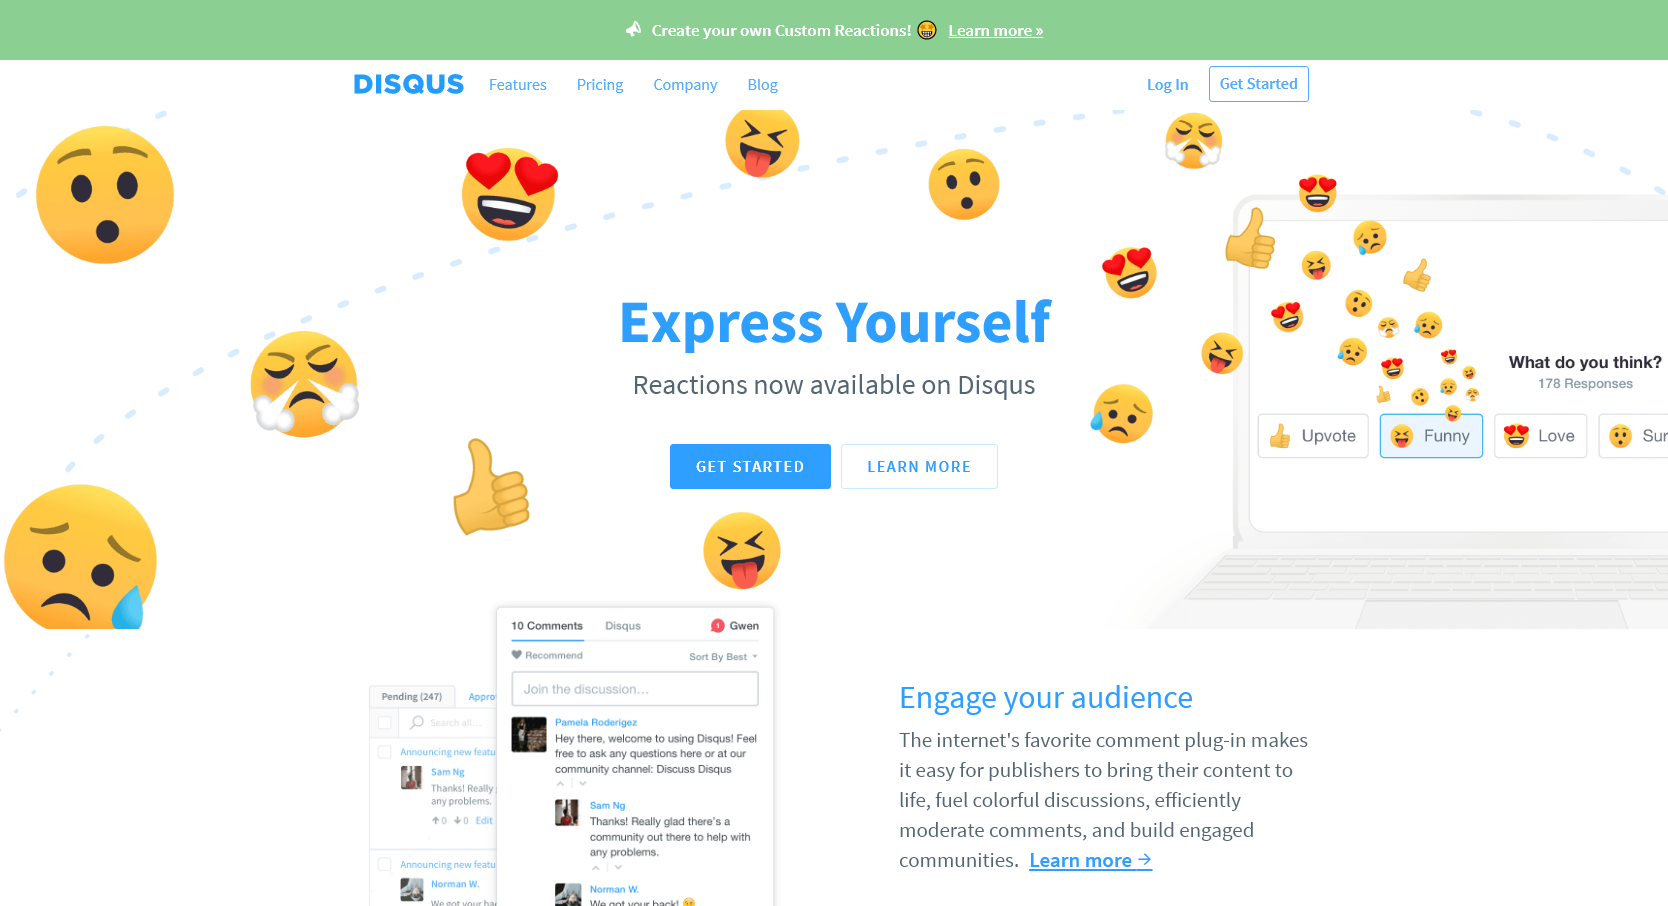 Create your own Custom Reactions! Learn more »
DISQUS Features Pricing Company Blog Log In Get Started
Express Yourself
Reactions now available on Disqus
GET STARTED LEARN MORE
What do you think?
178 Responses
Upvote Funny Love Sur
10 Comments Disqus 1 Gwen
Recommend Sort By Best
Join the discussion...
Pamela Roderigez
Hey there, welcome to using Disqus! Feel
free to ask any questions here or at our
community channel: Discuss Disqus
Sam Ng
Thanks! Really glad there's a
community out there to help with
any problems.
Norman W.
We got your back!
Pending (247) Appro
Search all....
Announcing new featu
Sam Ng
Thanks! Really
any problems.
0 0 Edit
Announcing new featu
Norman W.
We got your ba
Engage your audience
The internet's favorite comment plug-in makes
it easy for publishers to bring their content to
life, fuel colorful discussions, efficiently
moderate comments, and build engaged
communities. Learn more →